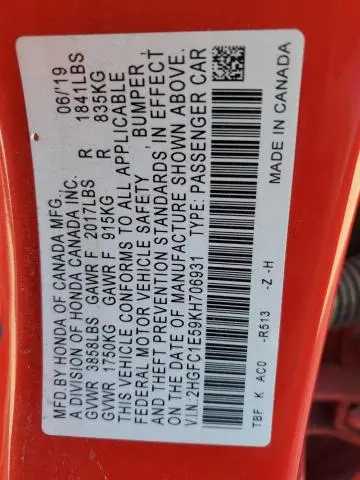 MFD.BY HONDA OF CANADA MFG. 06/'19
A DIVISION OF HONDA CANADA INC.
GVWR 3858LBS GAWR F 2017LBS R 1841LBS
GVWR 1750KG GAWR F 915KG R 835KG
THIS VEHICLE CONFORMS TO ALL APPLICABLE
FEDERAL MOTOR VEHICLE SAFETY, BUMPER,
AND THEFT PREVENTION STANDARDS IN EFFECT
ON THE DATE OF MANUFACTURE SHOWN ABOVE.
V.I.N: 2HGFC1E59KH706931 TYPE: PASSENGER CAR
TBF K AC0 -R513 -Z -H MADE IN CANADA